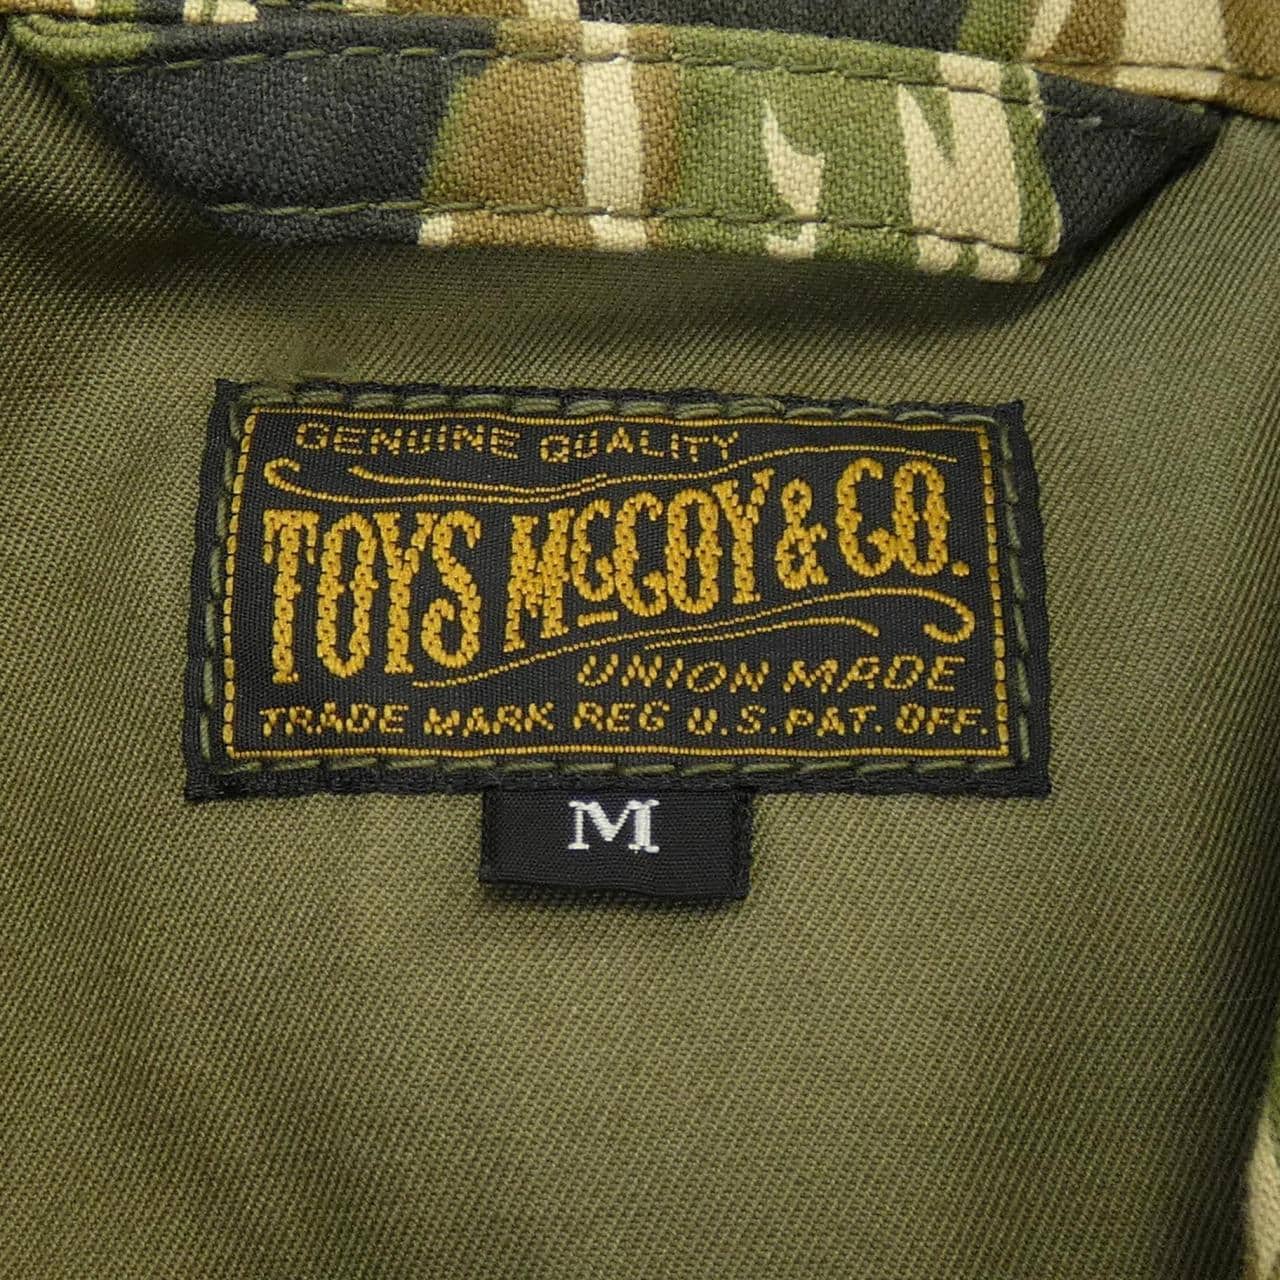 GENUINE QUALITY
TOYS McCOY & CO.
UNION MADE
TRADE MARK REG U.S.PAT. OFF.
M